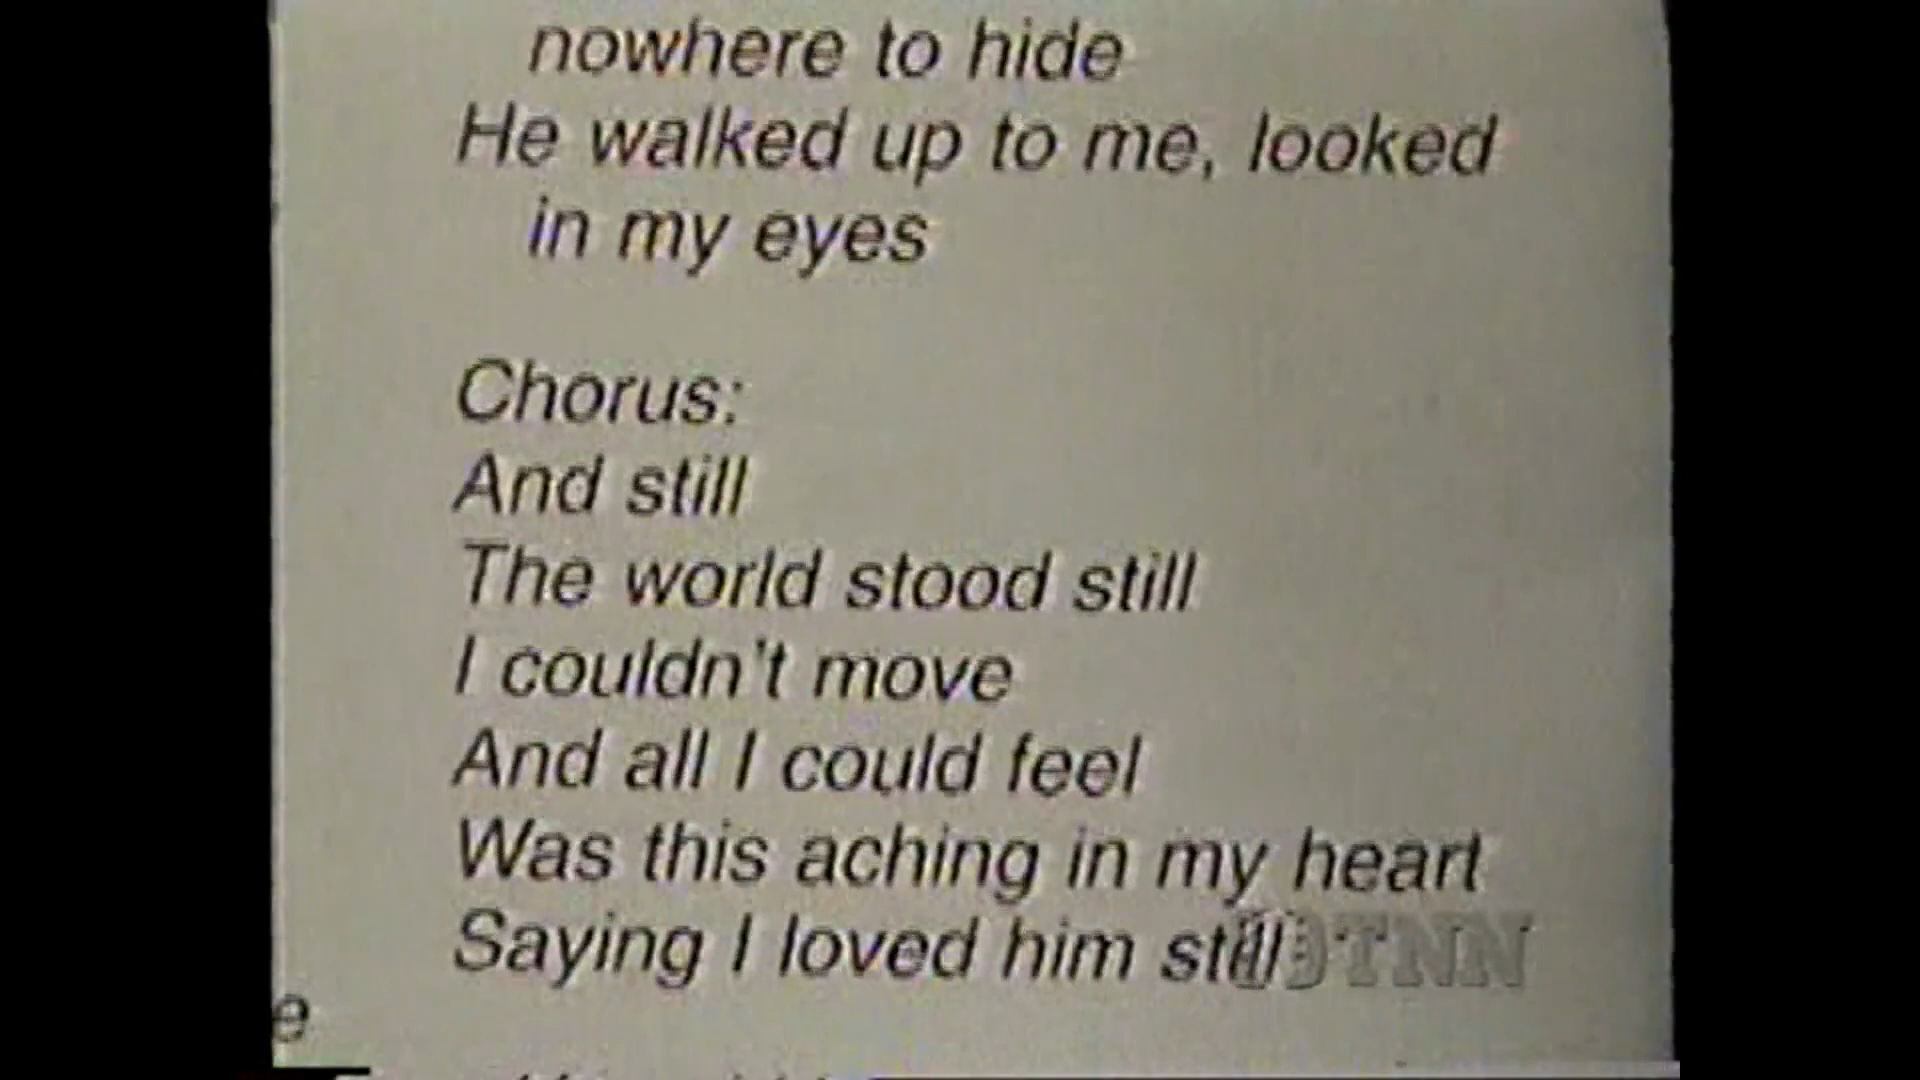 nowhere to hide
He walked up to me, looked
in my eyes
Chorus:
And still
The world stood still
I couldn't move
And all I could feel
Was this aching in my heart
Saying I loved him still
TNN
e